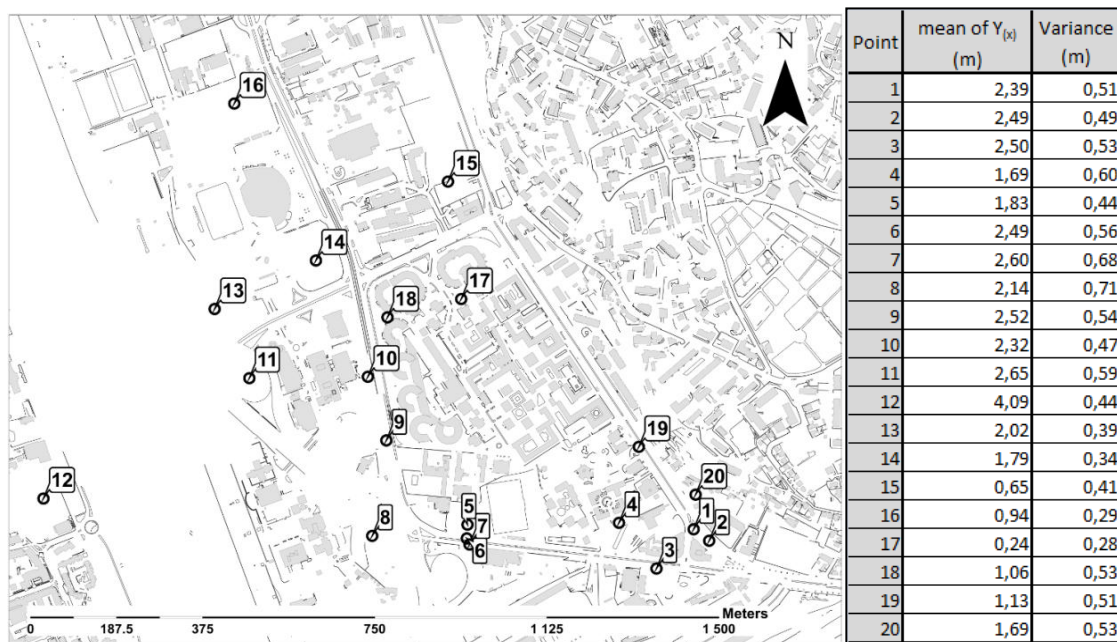 N
16
15
14
17
13
18
11
10
9
19
12
20
5
4
1
8
7
2
6
3
Meters
0 187.5 375 750 1 125 1 500
Point mean of Y(x) (m) Variance (m)
1 2,39 0,51
2 2,49 0,49
3 2,50 0,53
4 1,69 0,60
5 1,83 0,44
6 2,49 0,56
7 2,60 0,68
8 2,14 0,71
9 2,52 0,54
10 2,32 0,47
11 2,65 0,59
12 4,09 0,44
13 2,02 0,39
14 1,79 0,34
15 0,65 0,41
16 0,94 0,29
17 0,24 0,28
18 1,06 0,53
19 1,13 0,51
20 1,69 0,53